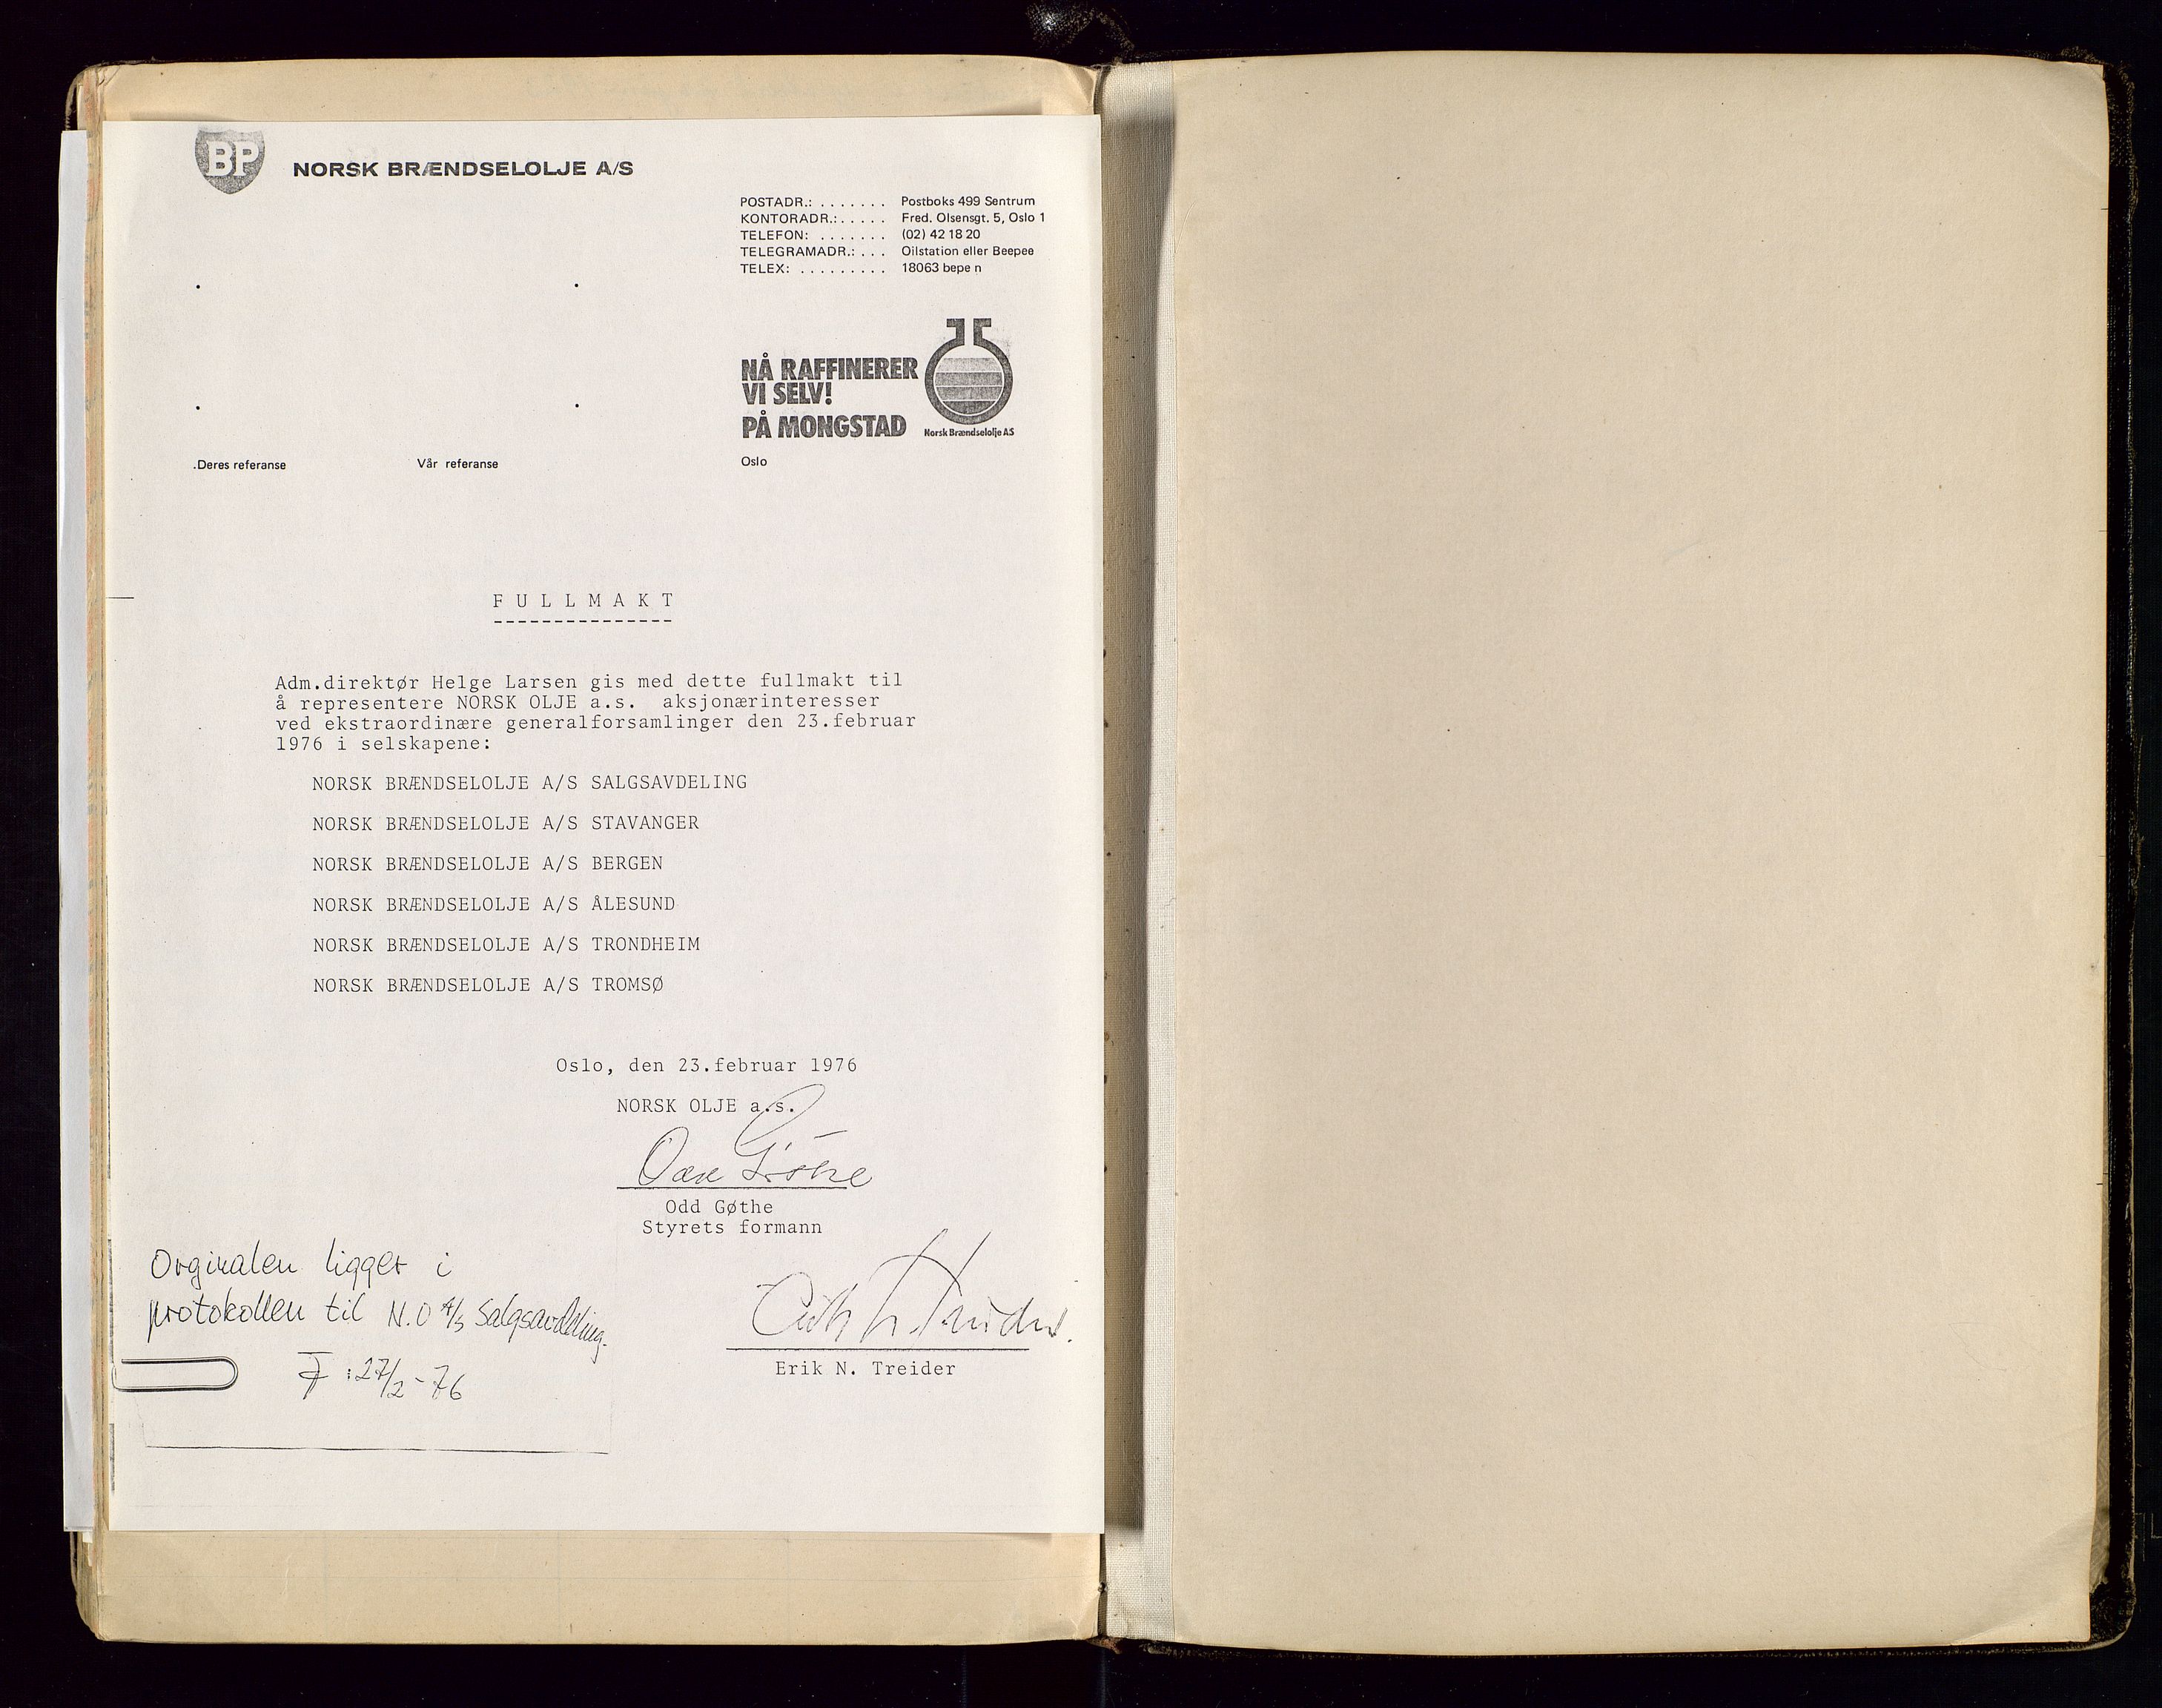 BP
NORSK BRÆNDSELOLJE A/S
POSTADR.: . . . . . . . Postboks 499 Sentrum
KONTORADR.: . . . . . Fred. Olsensgt. 5, Oslo 1
TELEFON: . . . . . . . (02) 42 18 20
TELEGRAMADR.: . . . Oilstation eller Beepee
TELEX: . . . . . . . . . 18063 bepe n
NÅ RAFFINERER
VI SELV!
PÅ MONGSTAD
Norsk Brændselolje AS
Deres referanse Vår referanse Oslo
F U L L M A K T
Adm.direktør Helge Larsen gis med dette fullmakt til
å representere NORSK OLJE a.s. aksjonærinteresser
ved ekstraordinære generalforsamlinger den 23.februar
1976 i selskapene:
NORSK BRÆNDSELOLJE A/S SALGSAVDELING
NORSK BRÆNDSELOLJE A/S STAVANGER
NORSK BRÆNDSELOLJE A/S BERGEN
NORSK BRÆNDSELOLJE A/S ÅLESUND
NORSK BRÆNDSELOLJE A/S TRONDHEIM
NORSK BRÆNDSELOLJE A/S TROMSØ
Oslo, den 23.februar 1976
NORSK OLJE a.s.
Odd Gøthe
Odd Gøthe
Styrets formann
Orginalen ligger i
protokollen til N.O A/S Salgsavdeling.
27/2-76
Erik N. Treider.
Erik N. Treider